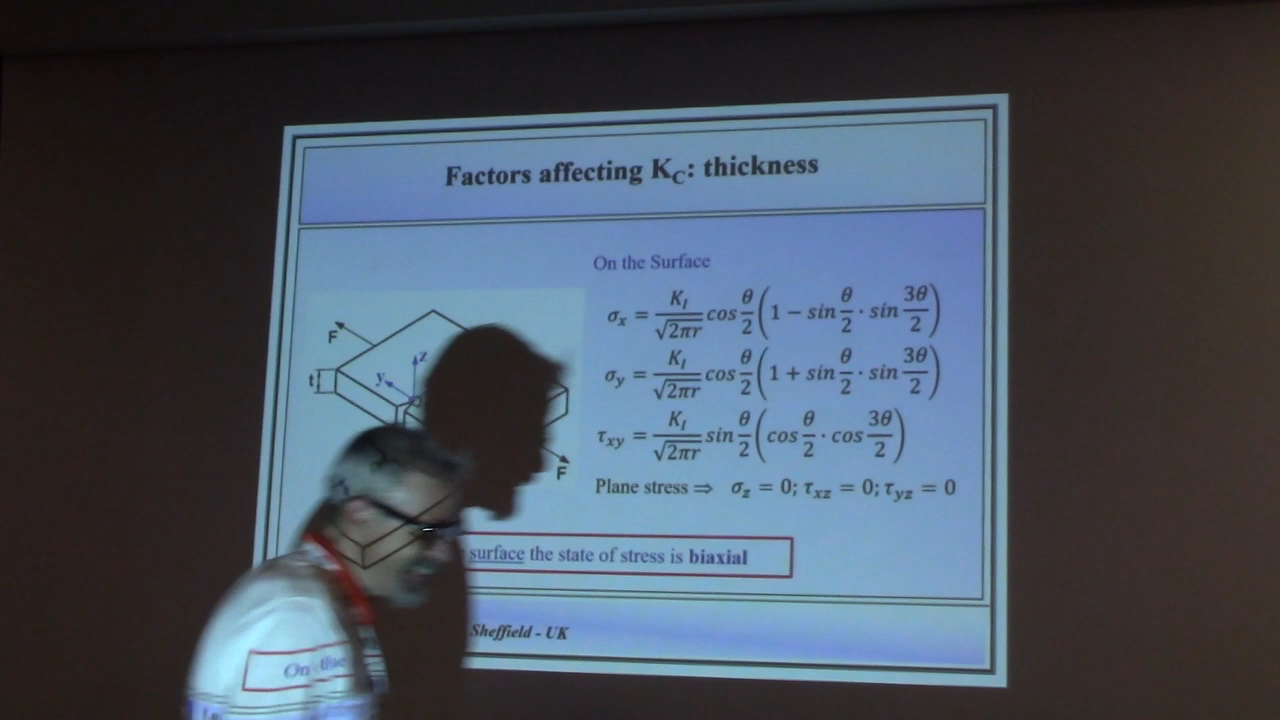 Factors affecting K_C: thickness
On the Surface
σ_x = K_I/√(2πr) cos θ/2 (1 − sin θ/2 · sin 3θ/2)
F
z
y
t
σ_y = K_I/√(2πr) cos θ/2 (1 + sin θ/2 · sin 3θ/2)
τ_xy = K_I/√(2πr) sin θ/2 (cos θ/2 · cos 3θ/2)
F
Plane stress ⇒ σ_z = 0; τ_xz = 0; τ_yz = 0
On the surface the state of stress is biaxial
Sheffield - UK